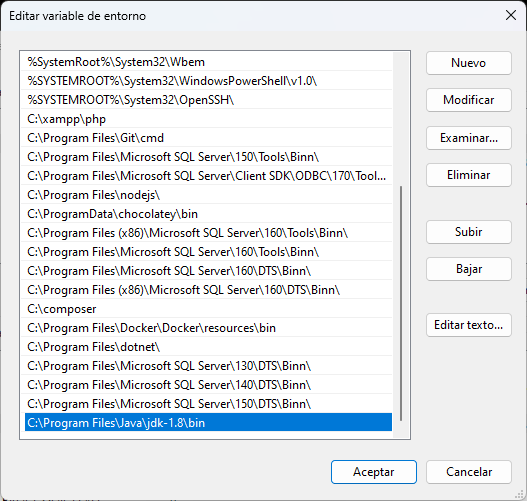 Editar variable de entorno
%SystemRoot%\System32\Wbem
%SYSTEMROOT%\System32\WindowsPowerShell\v1.0\
%SYSTEMROOT%\System32\OpenSSH\
C:\xampp\php
C:\Program Files\Git\cmd
C:\Program Files\Microsoft SQL Server\150\Tools\Binn\
C:\Program Files\Microsoft SQL Server\Client SDK\ODBC\170\Tool...
C:\Program Files\nodejs\
C:\ProgramData\chocolatey\bin
C:\Program Files (x86)\Microsoft SQL Server\160\Tools\Binn\
C:\Program Files\Microsoft SQL Server\160\Tools\Binn\
C:\Program Files\Microsoft SQL Server\160\DTS\Binn\
C:\Program Files (x86)\Microsoft SQL Server\160\DTS\Binn\
C:\composer
C:\Program Files\Docker\Docker\resources\bin
C:\Program Files\dotnet\
C:\Program Files\Microsoft SQL Server\130\DTS\Binn\
C:\Program Files\Microsoft SQL Server\140\DTS\Binn\
C:\Program Files\Microsoft SQL Server\150\DTS\Binn\
C:\Program Files\Java\jdk-1.8\bin
Nuevo
Modificar
Examinar...
Eliminar
Subir
Bajar
Editar texto...
Aceptar
Cancelar